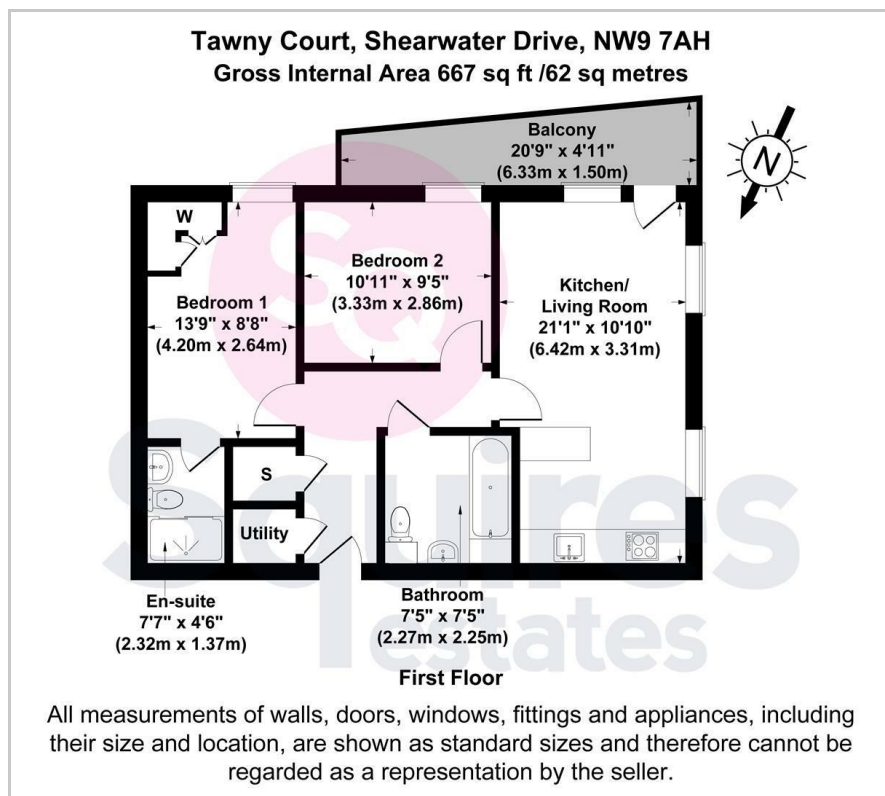 Tawny Court, Shearwater Drive, NW9 7AH
Gross Internal Area 667 sq ft /62 sq metres
Balcony
20'9" x 4'11"
(6.33m x 1.50m)
N
W
Bedroom 1
13'9" x 8'8"
(4.20m x 2.64m)
Bedroom 2
10'11" x 9'5"
(3.33m x 2.86m)
Kitchen/
Living Room
21'1" x 10'10"
(6.42m x 3.31m)
SQ
S
Utility
Squires
estates
En-suite
7'7" x 4'6"
(2.32m x 1.37m)
Bathroom
7'5" x 7'5"
(2.27m x 2.25m)
First Floor
All measurements of walls, doors, windows, fittings and appliances, including
their size and location, are shown as standard sizes and therefore cannot be
regarded as a representation by the seller.